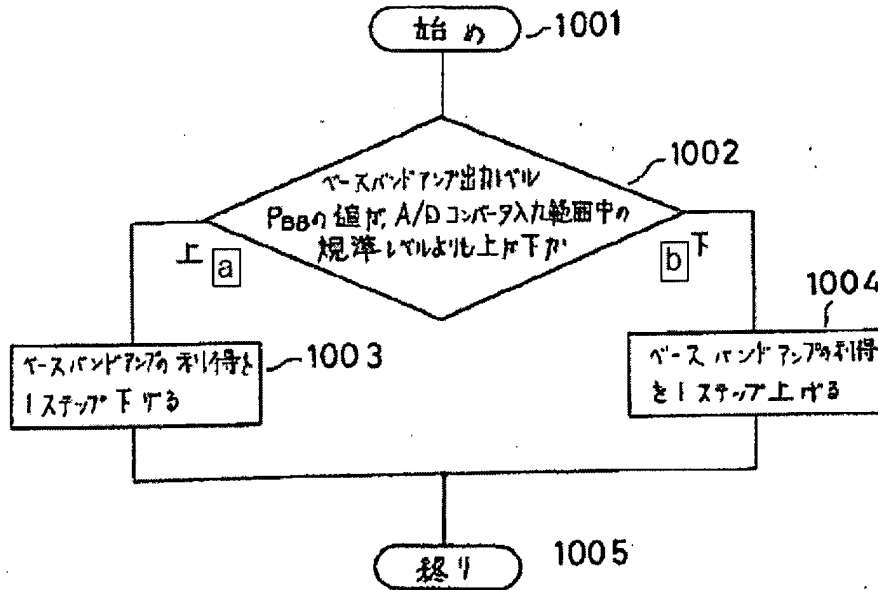 始め
1001
1002
ベースバンドアンプ出力レベル
PBBの値が,A/Dコンバータ入力範囲中の
規準レベルよりも上か下か
上
a
b
下
1003
1004
ベースバンドアンプの利得を
1ステップ下げる
ベースバンドアンプの利得
を1ステップ上げる
終り
1005